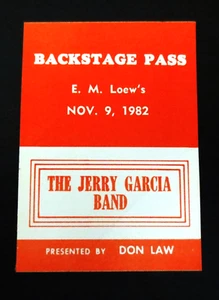 BACKSTAGE PASS
E. M. Loew's
NOV. 9, 1982
THE JERRY GARCIA
BAND
PRESENTED BY DON LAW